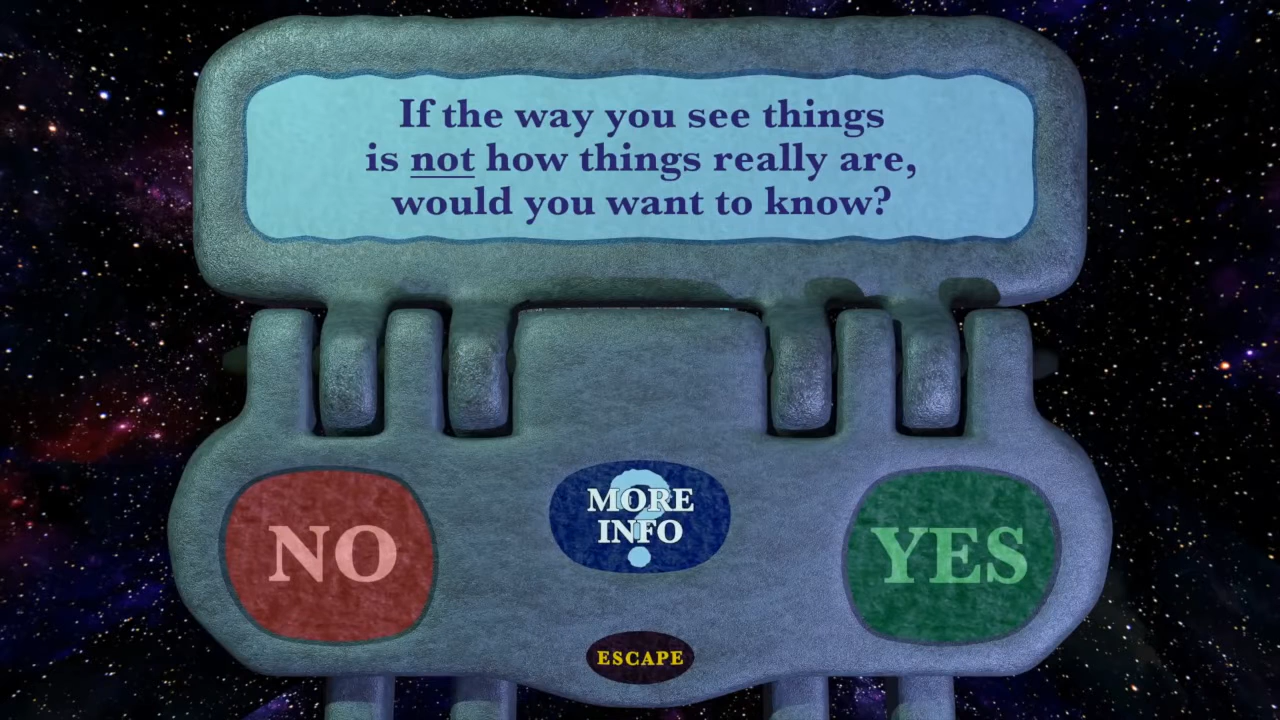 If the way you see things
is not how things really are,
would you want to know?
NO
MORE
INFO
YES
ESCAPE